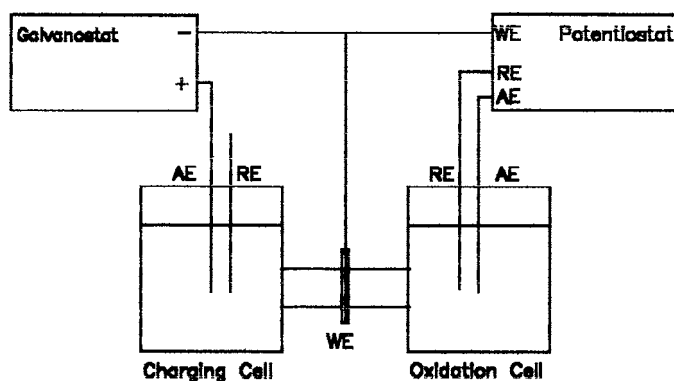 Galvanostat
−
+
WE
Potentiostat
RE
AE
AE RE
RE AE
WE
Charging Cell
Oxidation Cell